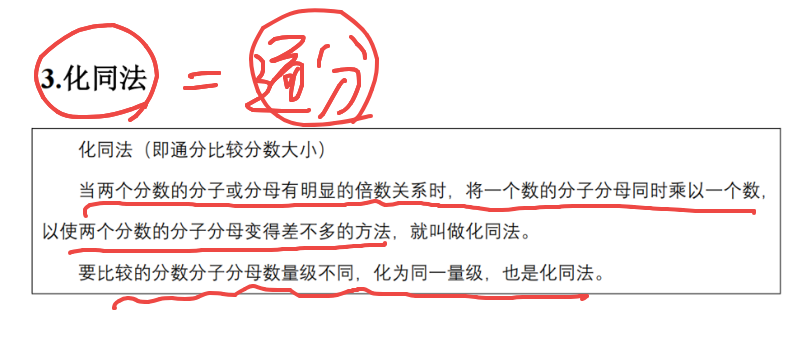 3.化同法 = 通分
化同法（即通分比较分数大小）
当两个分数的分子或分母有明显的倍数关系时，将一个数的分子分母同时乘以一个数，
以使两个分数的分子分母变得差不多的方法，就叫做化同法。
要比较的分数分子分母数量级不同，化为同一量级，也是化同法。